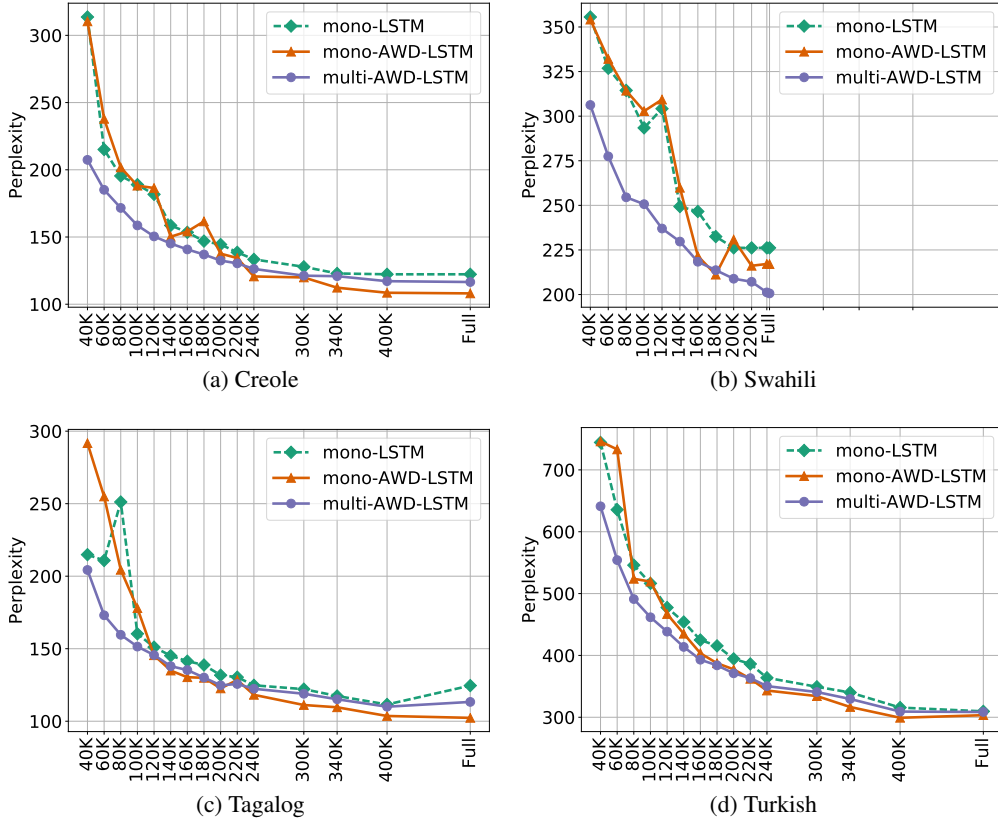 300
250
200
150
100
Perplexity
mono-LSTM
mono-AWD-LSTM
multi-AWD-LSTM
40K
60K
80K
100K
120K
140K
160K
180K
200K
220K
240K
300K
340K
400K
Full
(a) Creole
350
325
300
275
250
225
200
Perplexity
mono-LSTM
mono-AWD-LSTM
multi-AWD-LSTM
40K
60K
80K
100K
120K
140K
160K
180K
200K
220K
Full
(b) Swahili
300
250
200
150
100
Perplexity
mono-LSTM
mono-AWD-LSTM
multi-AWD-LSTM
40K
60K
80K
100K
120K
140K
160K
180K
200K
220K
240K
300K
340K
400K
Full
(c) Tagalog
700
600
500
400
300
Perplexity
mono-LSTM
mono-AWD-LSTM
multi-AWD-LSTM
40K
60K
80K
100K
120K
140K
160K
180K
200K
220K
240K
300K
340K
400K
Full
(d) Turkish